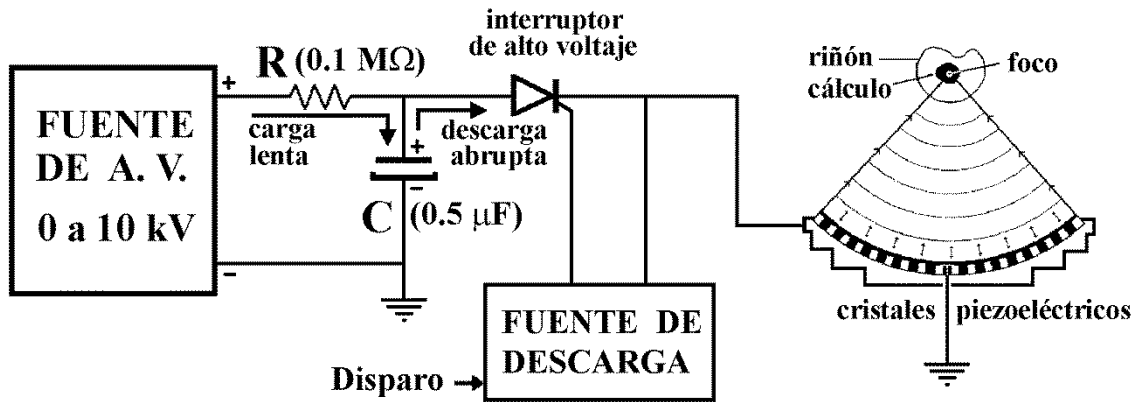 FUENTE
DE A. V.
0 a 10 kV
+
−
R (0.1 MΩ)
carga
lenta
+
−
C (0.5 μF)
descarga
abrupta
interruptor
de alto voltaje
FUENTE DE
DESCARGA
Disparo
riñón
cálculo
foco
cristales piezoeléctricos